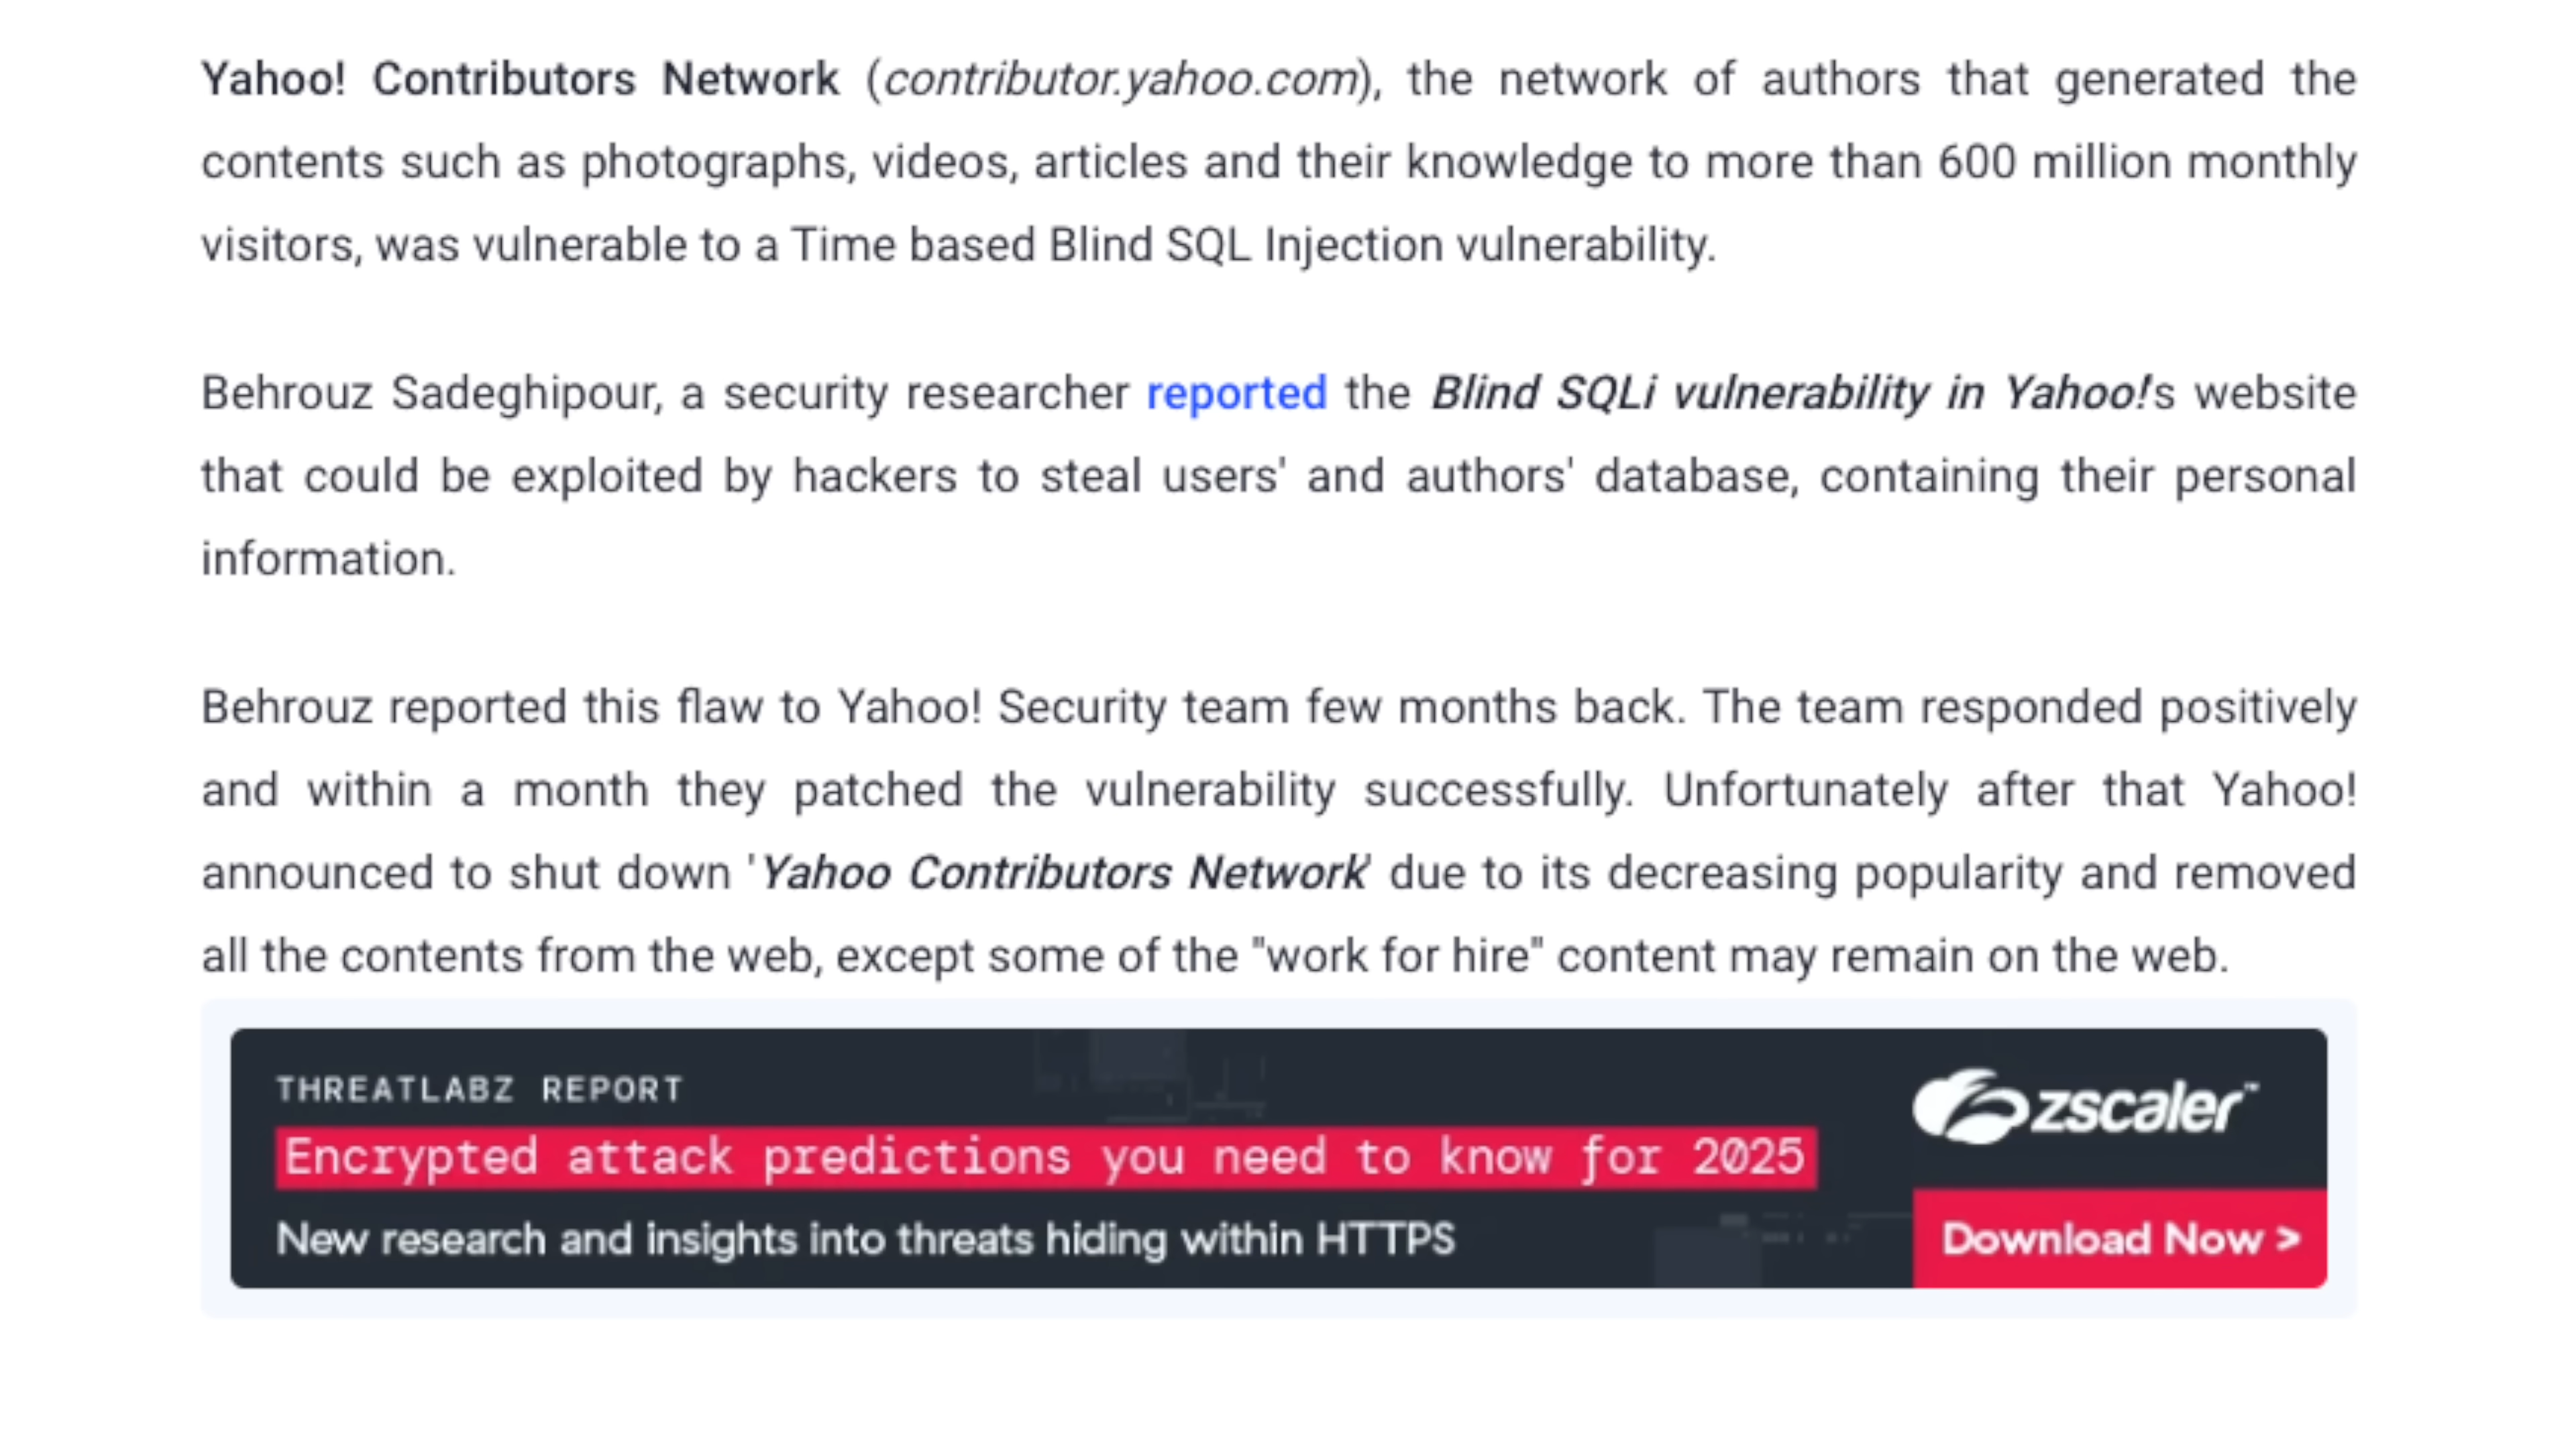 Yahoo! Contributors Network (contributor.yahoo.com), the network of authors that generated the
contents such as photographs, videos, articles and their knowledge to more than 600 million monthly
visitors, was vulnerable to a Time based Blind SQL Injection vulnerability.
Behrouz Sadeghipour, a security researcher reported the Blind SQLi vulnerability in Yahoo!'s website
that could be exploited by hackers to steal users' and authors' database, containing their personal
information.
Behrouz reported this flaw to Yahoo! Security team few months back. The team responded positively
and within a month they patched the vulnerability successfully. Unfortunately after that Yahoo!
announced to shut down 'Yahoo Contributors Network' due to its decreasing popularity and removed
all the contents from the web, except some of the "work for hire" content may remain on the web.
THREATLABZ REPORT
Encrypted attack predictions you need to know for 2025
New research and insights into threats hiding within HTTPS
zscaler™
Download Now >